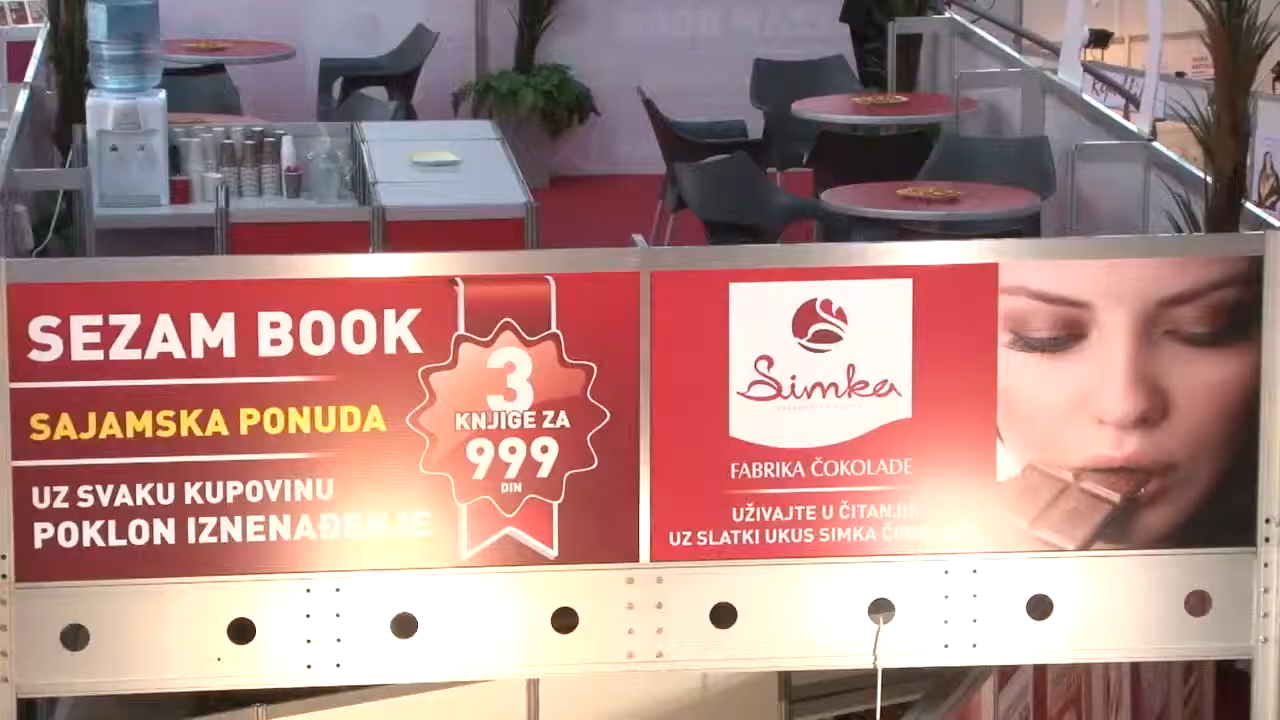 SEZAM BOOK
SAJAMSKA PONUDA
UZ SVAKU KUPOVINU
POKLON IZNENAĐENJE
3
KNJIGE ZA
999
DIN
Simka
FABRIKA ČOKOLADE
UŽIVAJTE U
UZ SLATKI UKUS SIMKA